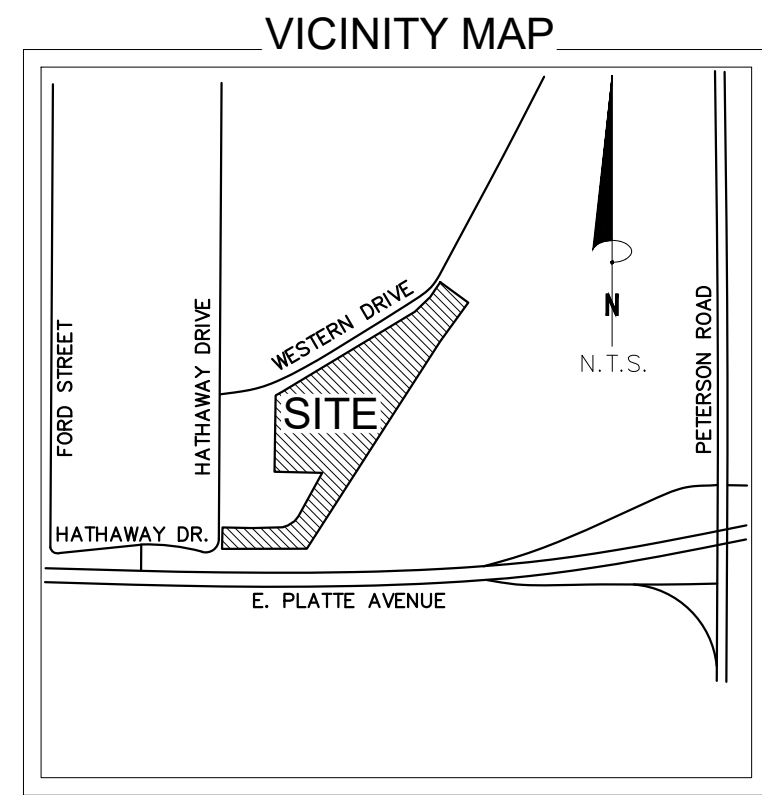 VICINITY MAP
WESTERN DRIVE
FORD STREET
HATHAWAY DRIVE
PETERSON ROAD
N
N.T.S.
SITE
HATHAWAY DR.
E. PLATTE AVENUE